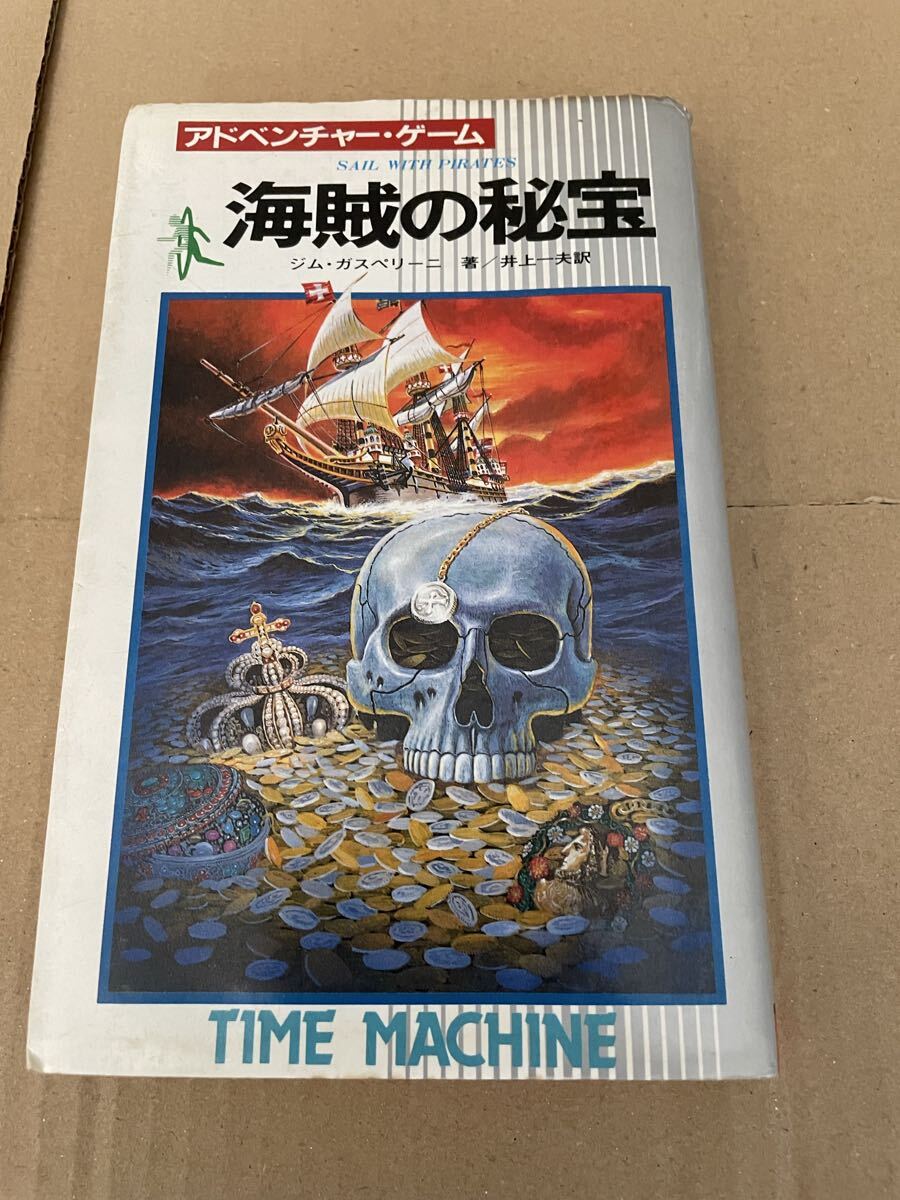 アドベンチャー・ゲーム
SAIL WITH PIRATES
海賊の秘宝
ジム・ガスペリーニ 著／井上一夫訳
TIME MACHINE